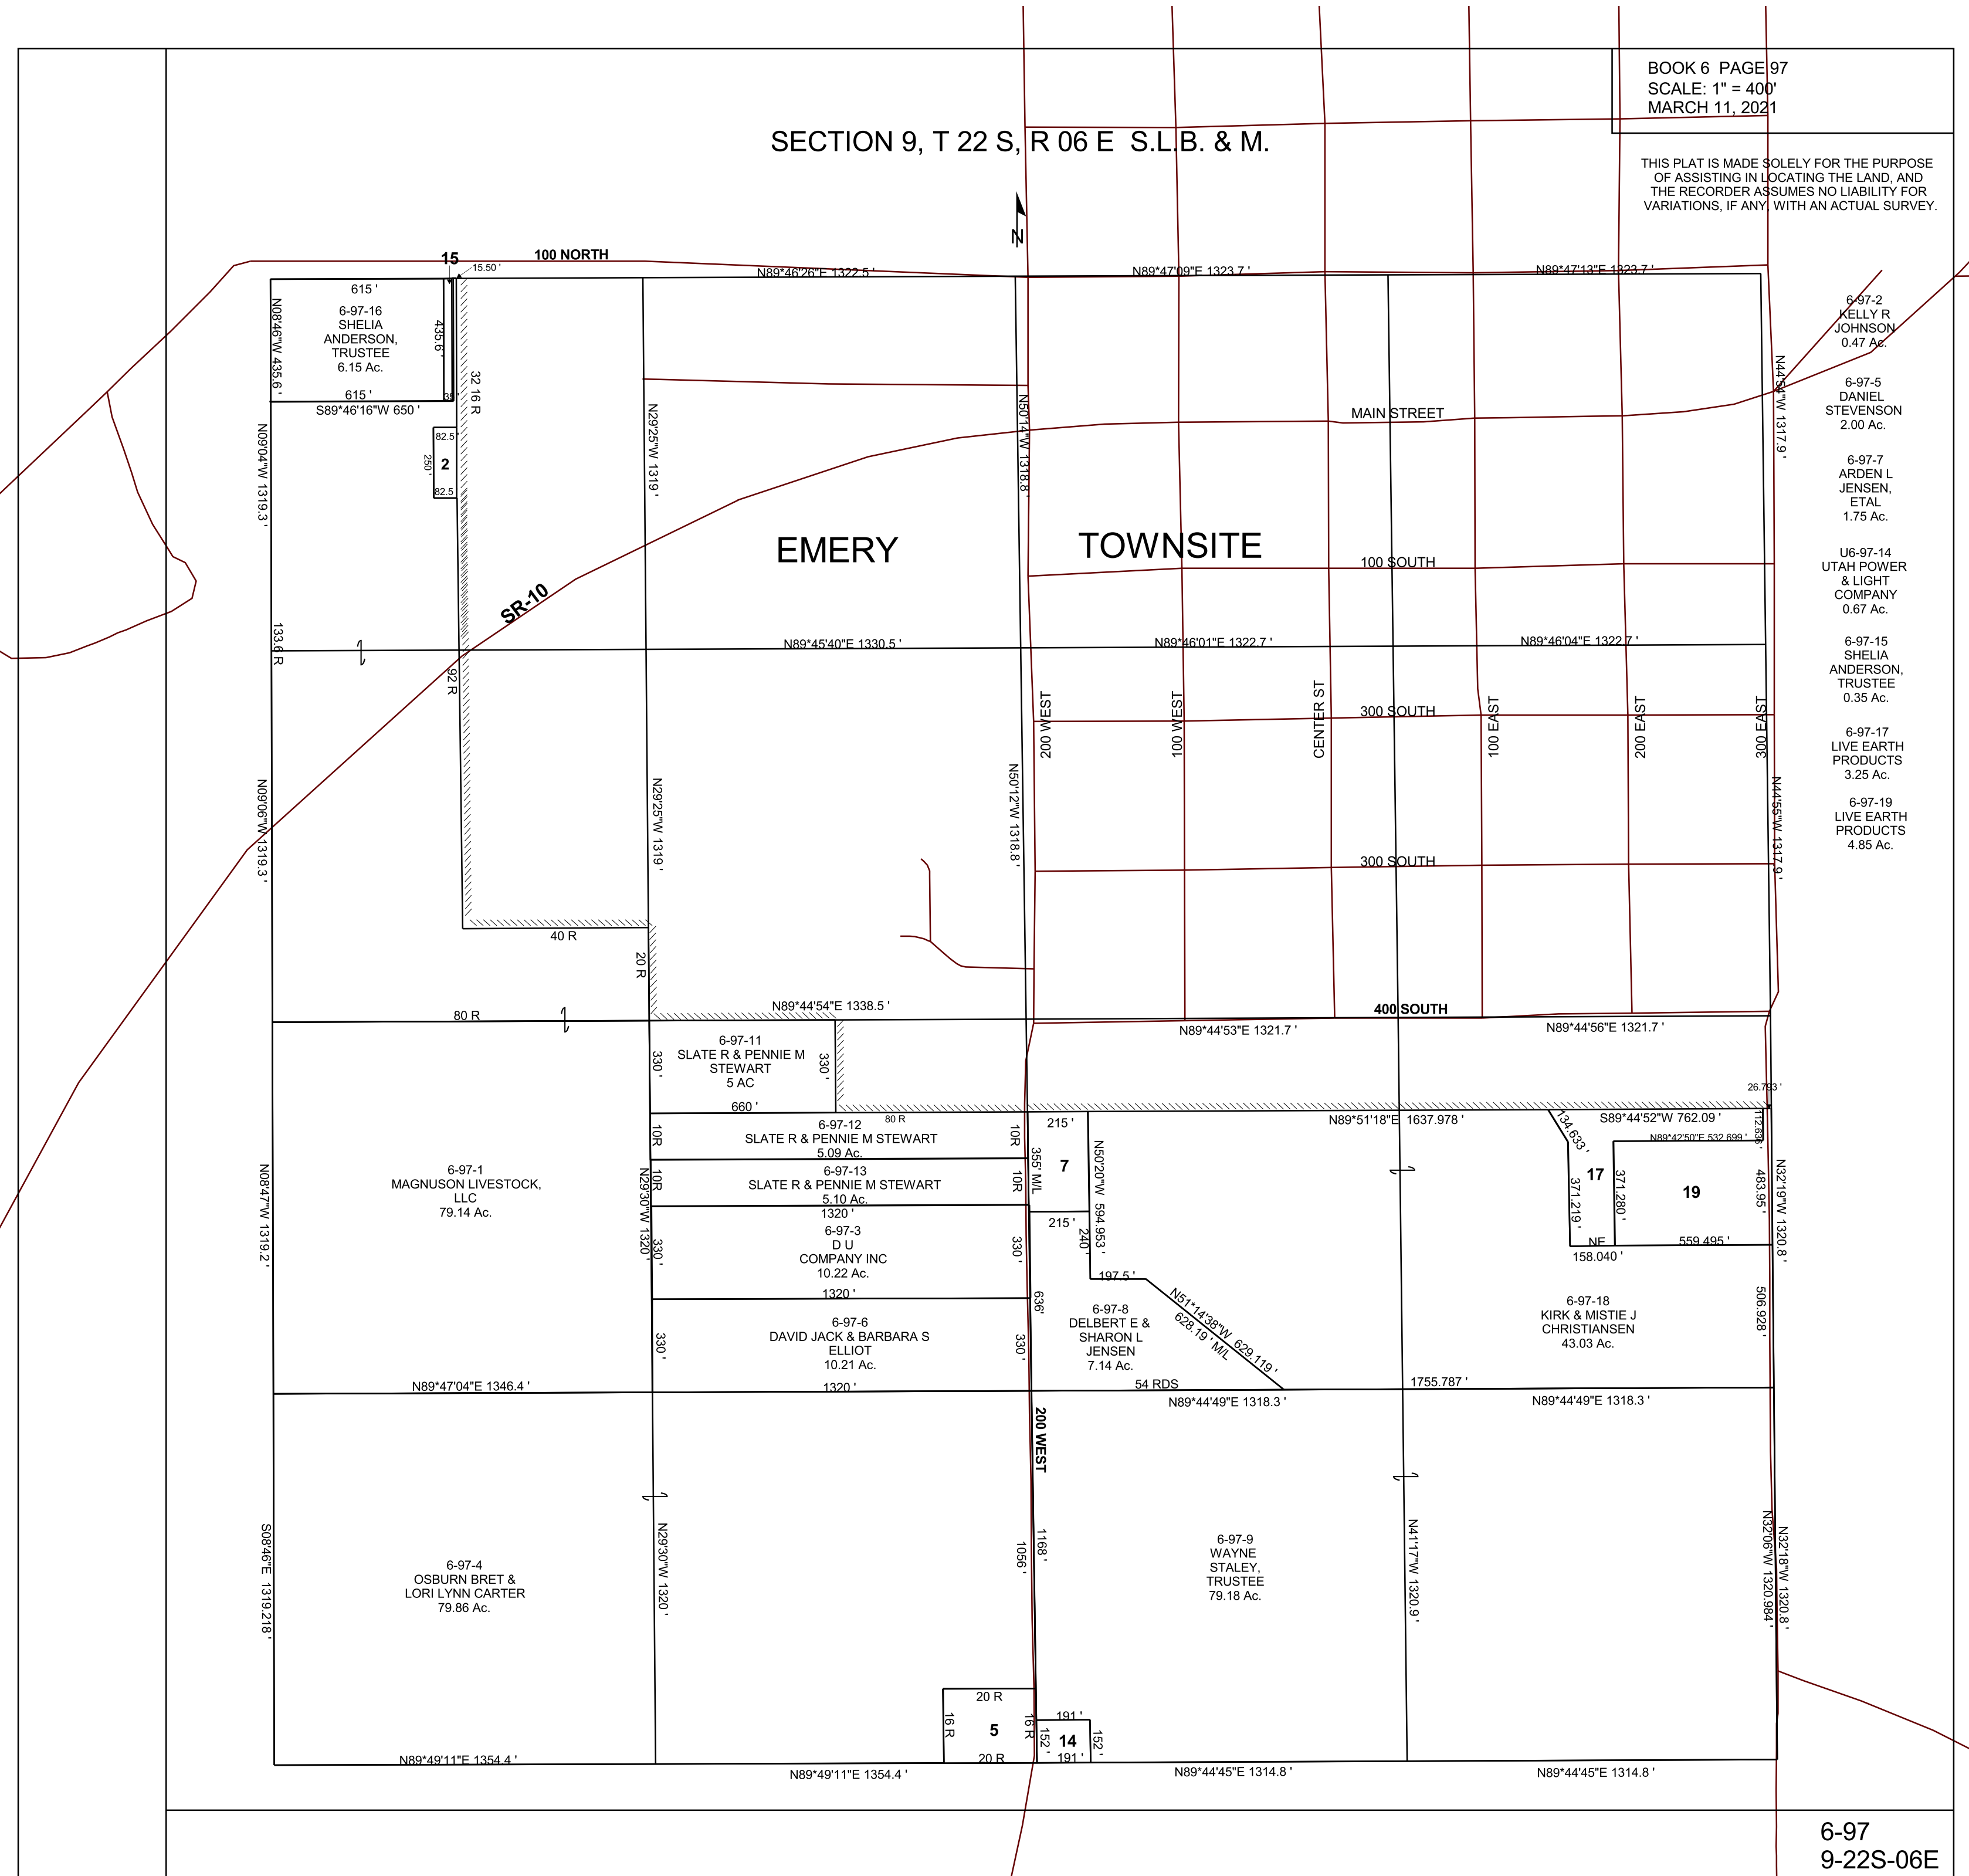 BOOK 6  PAGE 97
SCALE: 1" = 400'
MARCH 11, 2021
SECTION 9, T 22 S, R 06 E  S.L.B. & M.
THIS PLAT IS MADE SOLELY FOR THE PURPOSE
OF ASSISTING IN LOCATING THE LAND, AND
THE RECORDER ASSUMES NO LIABILITY FOR
VARIATIONS, IF ANY, WITH AN ACTUAL SURVEY.
N
15
15.50 '
100 NORTH
N89*46'26"E 1322.5 '
N89*47'09"E 1323.7 '
N89*47'13"E 1323.7 '
615 '
6-97-16
SHELIA
ANDERSON,
TRUSTEE
6.15 Ac.
N08'46"W 435.6 '
435.6 '
615 '
35 '
S89*46'16"W 650 '
32 16 R
82.5 '
250 '
2
82.5
N09'04"W 1319.3 '
N29'25"W 1319 '
N50'14"W 1318.8 '
N44'54"W 1317.9 '
MAIN STREET
EMERY
TOWNSITE
100 SOUTH
SR-10
133.6 R
92 R
N89*45'40"E 1330.5 '
N89*46'01"E 1322.7 '
N89*46'04"E 1322.7 '
200 WEST
100 WEST
CENTER ST
300 SOUTH
100 EAST
200 EAST
300 EAST
N09'06"W 1319.3 '
N29'25"W 1319 '
N50'12"W 1318.8 '
N44'55"W 1317.9 '
300 SOUTH
40 R
20 R
80 R
N89*44'54"E 1338.5 '
400 SOUTH
N89*44'53"E 1321.7 '
N89*44'56"E 1321.7 '
6-97-2
KELLY R
JOHNSON
0.47 Ac.
6-97-5
DANIEL
STEVENSON
2.00 Ac.
6-97-7
ARDEN L
JENSEN,
ETAL
1.75 Ac.
U6-97-14
UTAH POWER
& LIGHT
COMPANY
0.67 Ac.
6-97-15
SHELIA
ANDERSON,
TRUSTEE
0.35 Ac.
6-97-17
LIVE EARTH
PRODUCTS
3.25 Ac.
6-97-19
LIVE EARTH
PRODUCTS
4.85 Ac.
6-97-11
SLATE R & PENNIE M
STEWART
5 AC
330 '
330 '
660 '
80 R
6-97-12
SLATE R & PENNIE M STEWART
5.09 Ac.
10R
10R
6-97-13
SLATE R & PENNIE M STEWART
5.10 Ac.
10R
10R
1320 '
6-97-3
D U
COMPANY INC
10.22 Ac.
330 '
330 '
1320 '
6-97-6
DAVID JACK & BARBARA S
ELLIOT
10.21 Ac.
330 '
330 '
1320 '
6-97-1
MAGNUSON LIVESTOCK,
LLC
79.14 Ac.
N08'47"W 1319.2 '
N29'30"W 1320 '
N89*47'04"E 1346.4 '
215 '
355' M/L
7
N50'20"W  594.953 '
215 '
240 '
197.5 '
636'
6-97-8
DELBERT E &
SHARON L
JENSEN
7.14 Ac.
N51*14'38"W  629.119 '
628.19 ' M/L
54 RDS
N89*51'18"E  1637.978 '
26.793 '
134.633 '
S89*44'52"W 762.09 '
112.636 '
N89*42'50"E 532.699 '
17
19
371.219 '
371.280 '
483.95 '
NE
559.495 '
158.040 '
N32'19"W 1320.8 '
6-97-18
KIRK & MISTIE J
CHRISTIANSEN
43.03 Ac.
506.928 '
1755.787 '
N89*44'49"E 1318.3 '
N89*44'49"E 1318.3 '
200 WEST
S08'46"E  1319.218 '
6-97-4
OSBURN BRET &
LORI LYNN CARTER
79.86 Ac.
N29'30"W 1320 '
1056 '
1168 '
6-97-9
WAYNE
STALEY,
TRUSTEE
79.18 Ac.
N41'17"W 1320.9 '
N32'06"W 1320.984 '
N32'18"W 1320.8 '
20 R
16 R
5
16 R
20 R
191 '
152 '
14
152 '
191 '
N89*49'11"E 1354.4 '
N89*49'11"E 1354.4 '
N89*44'45"E 1314.8 '
N89*44'45"E 1314.8 '
6-97
9-22S-06E